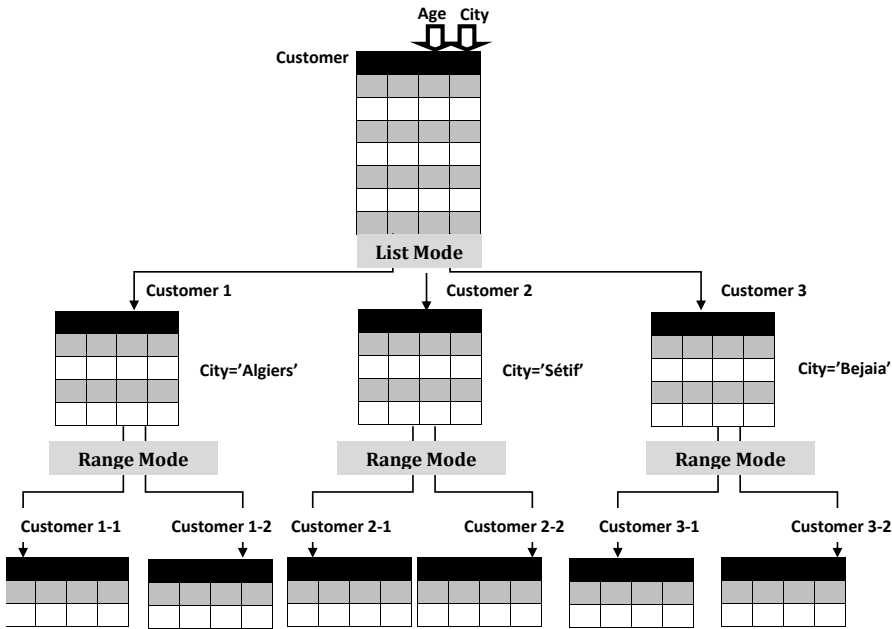 Age City
Customer
List Mode
Customer 1 Customer 2 Customer 3
City=’Algiers’ City=’Sétif’ City=’Bejaia’
Range Mode Range Mode Range Mode
Customer 1-1 Customer 1-2 Customer 2-1 Customer 2-2 Customer 3-1 Customer 3-2